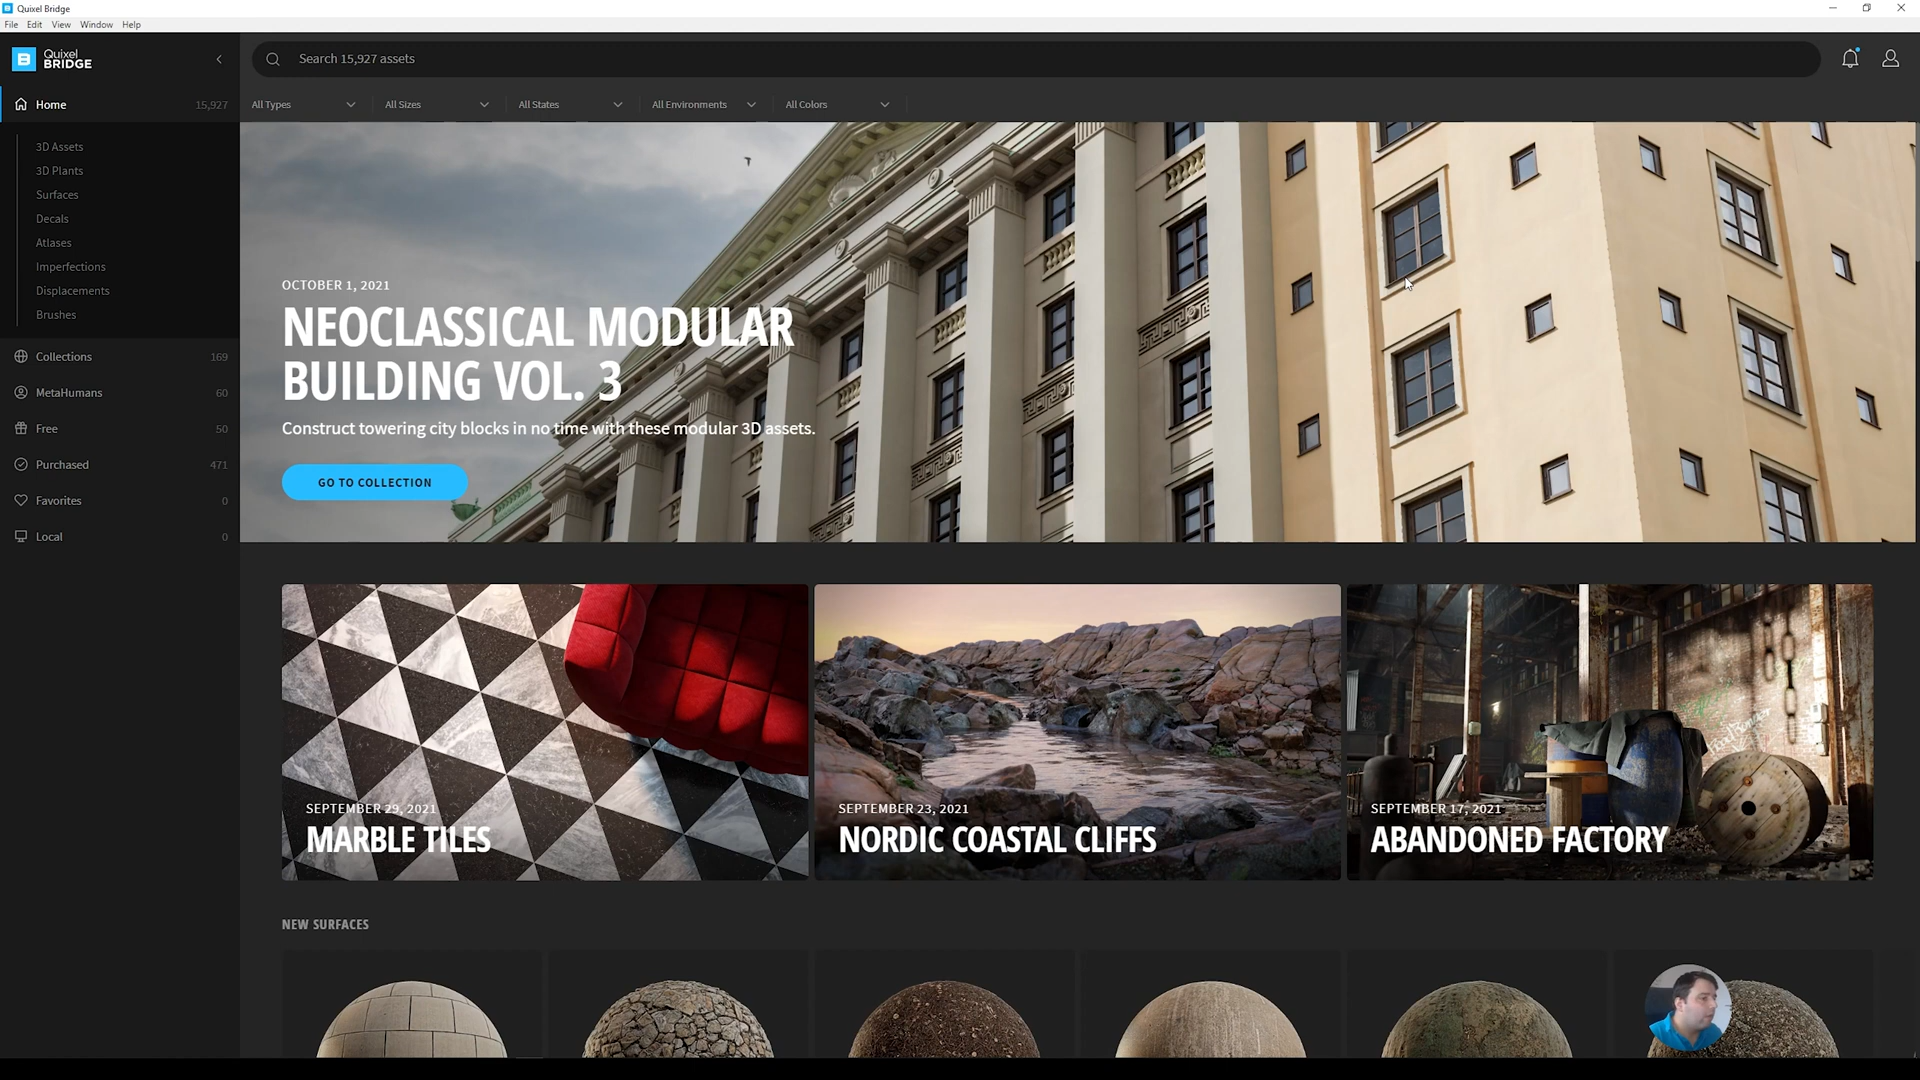 Quixel Bridge
File Edit View Window Help
Quixel
BRIDGE
Search 15,927 assets
Home 15,927
All Types All Sizes All States All Environments All Colors
3D Assets
3D Plants
Surfaces
Decals
Atlases
Imperfections
Displacements
Brushes
Collections 169
MetaHumans 60
Free 50
Purchased 471
Favorites 0
Local 0
OCTOBER 1, 2021
NEOCLASSICAL MODULAR
BUILDING VOL. 3
Construct towering city blocks in no time with these modular 3D assets.
GO TO COLLECTION
SEPTEMBER 29, 2021
MARBLE TILES
SEPTEMBER 23, 2021
NORDIC COASTAL CLIFFS
SEPTEMBER 17, 2021
ABANDONED FACTORY
NEW SURFACES